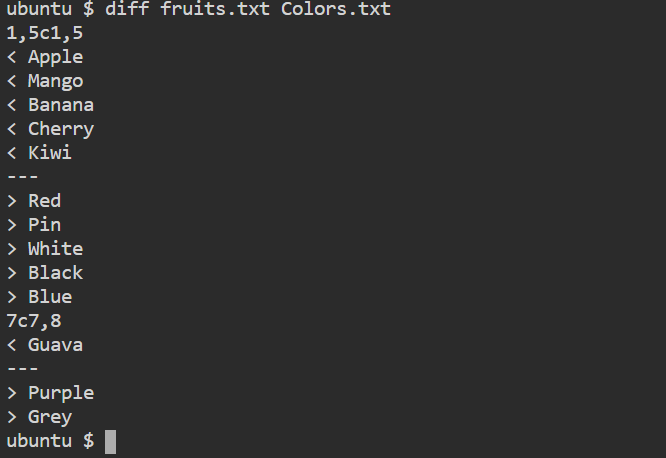 ubuntu $ diff fruits.txt Colors.txt
1,5c1,5
< Apple
< Mango
< Banana
< Cherry
< Kiwi
---
> Red
> Pin
> White
> Black
> Blue
7c7,8
< Guava
---
> Purple
> Grey
ubuntu $